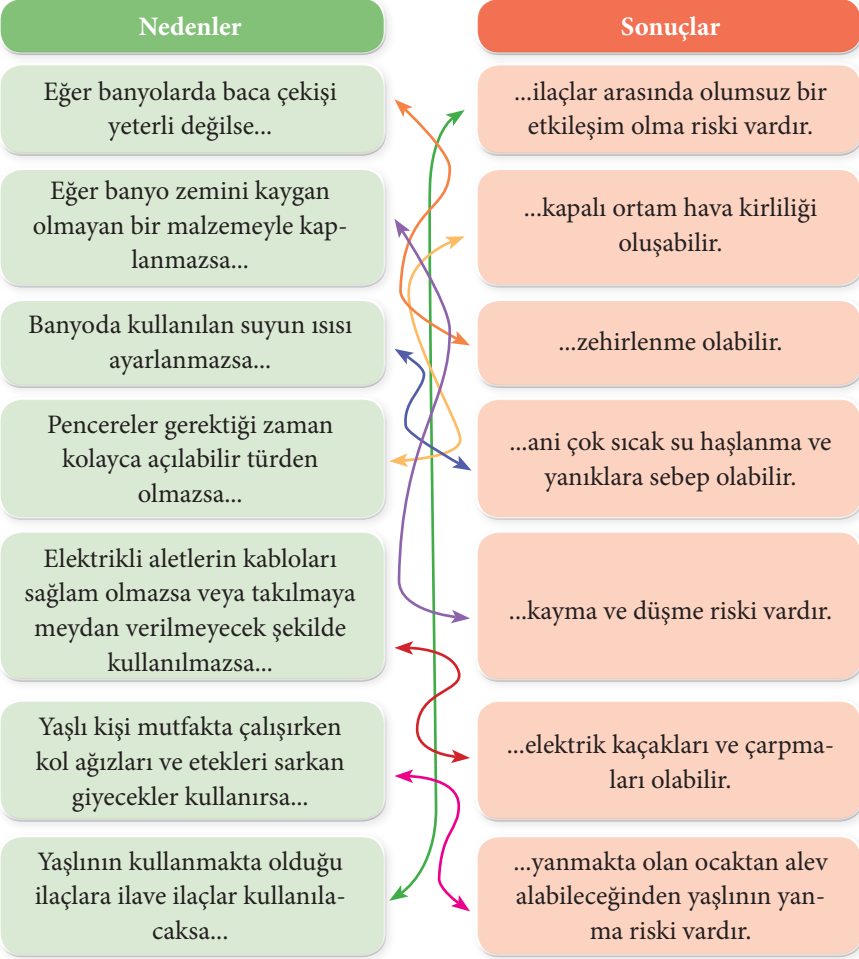 Nedenler
Eğer banyolarda baca çekişi
yeterli değilse...
Eğer banyo zemini kaygan
olmayan bir malzemeyle kap-
lanmazsa...
Banyoda kullanılan suyun ısısı
ayarlanmazsa...
Pencereler gerektiği zaman
kolayca açılabilir türden
olmazsa...
Elektrikli aletlerin kabloları
sağlam olmazsa veya takılmaya
meydan verilmeyecek şekilde
kullanılmazsa...
Yaşlı kişi mutfakta çalışırken
kol ağızları ve etekleri sarkan
giyecekler kullanırsa...
Yaşlının kullanmakta olduğu
ilaçlara ilave ilaçlar kullanıla-
caksa...
Sonuçlar
...ilaçlar arasında olumsuz bir
etkileşim olma riski vardır.
...kapalı ortam hava kirliliği
oluşabilir.
...zehirlenme olabilir.
...ani çok sıcak su haşlanma ve
yanıklara sebep olabilir.
...kayma ve düşme riski vardır.
...elektrik kaçakları ve çarpma-
ları olabilir.
...yanmakta olan ocaktan alev
alabileceğinden yaşlının yan-
ma riski vardır.